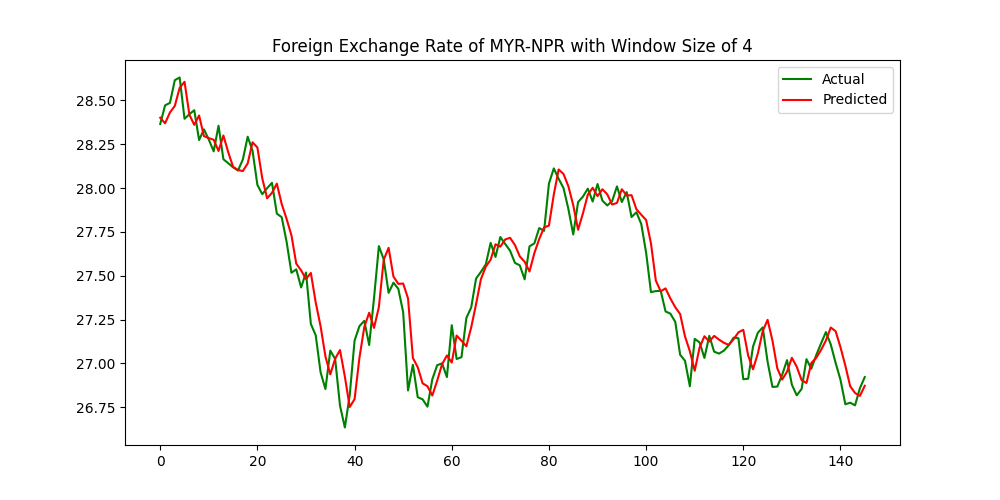 Foreign Exchange Rate of MYR-NPR with Window Size of 4
Actual
Predicted
28.50
28.25
28.00
27.75
27.50
27.25
27.00
26.75
0 20 40 60 80 100 120 140